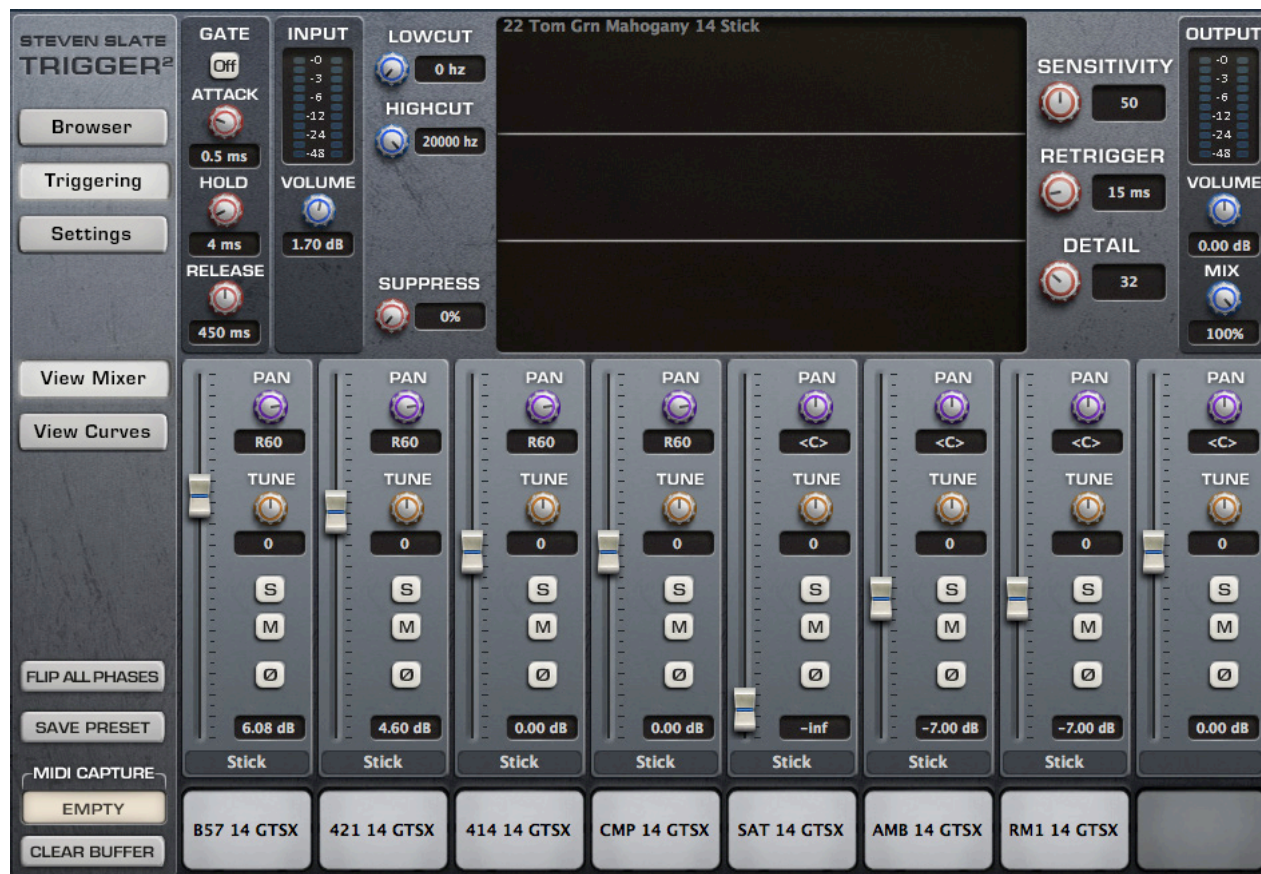 STEVEN SLATE
TRIGGER²
Browser
Triggering
Settings
View Mixer
View Curves
FLIP ALL PHASES
SAVE PRESET
MIDI CAPTURE
EMPTY
CLEAR BUFFER
GATE
Off
ATTACK
0.5 ms
HOLD
4 ms
RELEASE
450 ms
INPUT
-0
-3
-6
-12
-24
-48
VOLUME
1.70 dB
LOWCUT
0 hz
HIGHCUT
20000 hz
SUPPRESS
0%
22 Tom Grn Mahogany 14 Stick
SENSITIVITY
50
RETRIGGER
15 ms
DETAIL
32
OUTPUT
-0
-3
-6
-12
-24
-48
VOLUME
0.00 dB
MIX
100%
PAN
R60
TUNE
0
S
M
Ø
6.08 dB
Stick
B57 14 GTSX
PAN
R60
TUNE
0
S
M
Ø
4.60 dB
Stick
421 14 GTSX
PAN
R60
TUNE
0
S
M
Ø
0.00 dB
Stick
414 14 GTSX
PAN
R60
TUNE
0
S
M
Ø
0.00 dB
Stick
CMP 14 GTSX
PAN
<C>
TUNE
0
S
M
Ø
-inf
Stick
SAT 14 GTSX
PAN
<C>
TUNE
0
S
M
Ø
-7.00 dB
Stick
AMB 14 GTSX
PAN
<C>
TUNE
0
S
M
Ø
-7.00 dB
Stick
RM1 14 GTSX
PAN
<C>
TUNE
0
S
M
Ø
0.00 dB